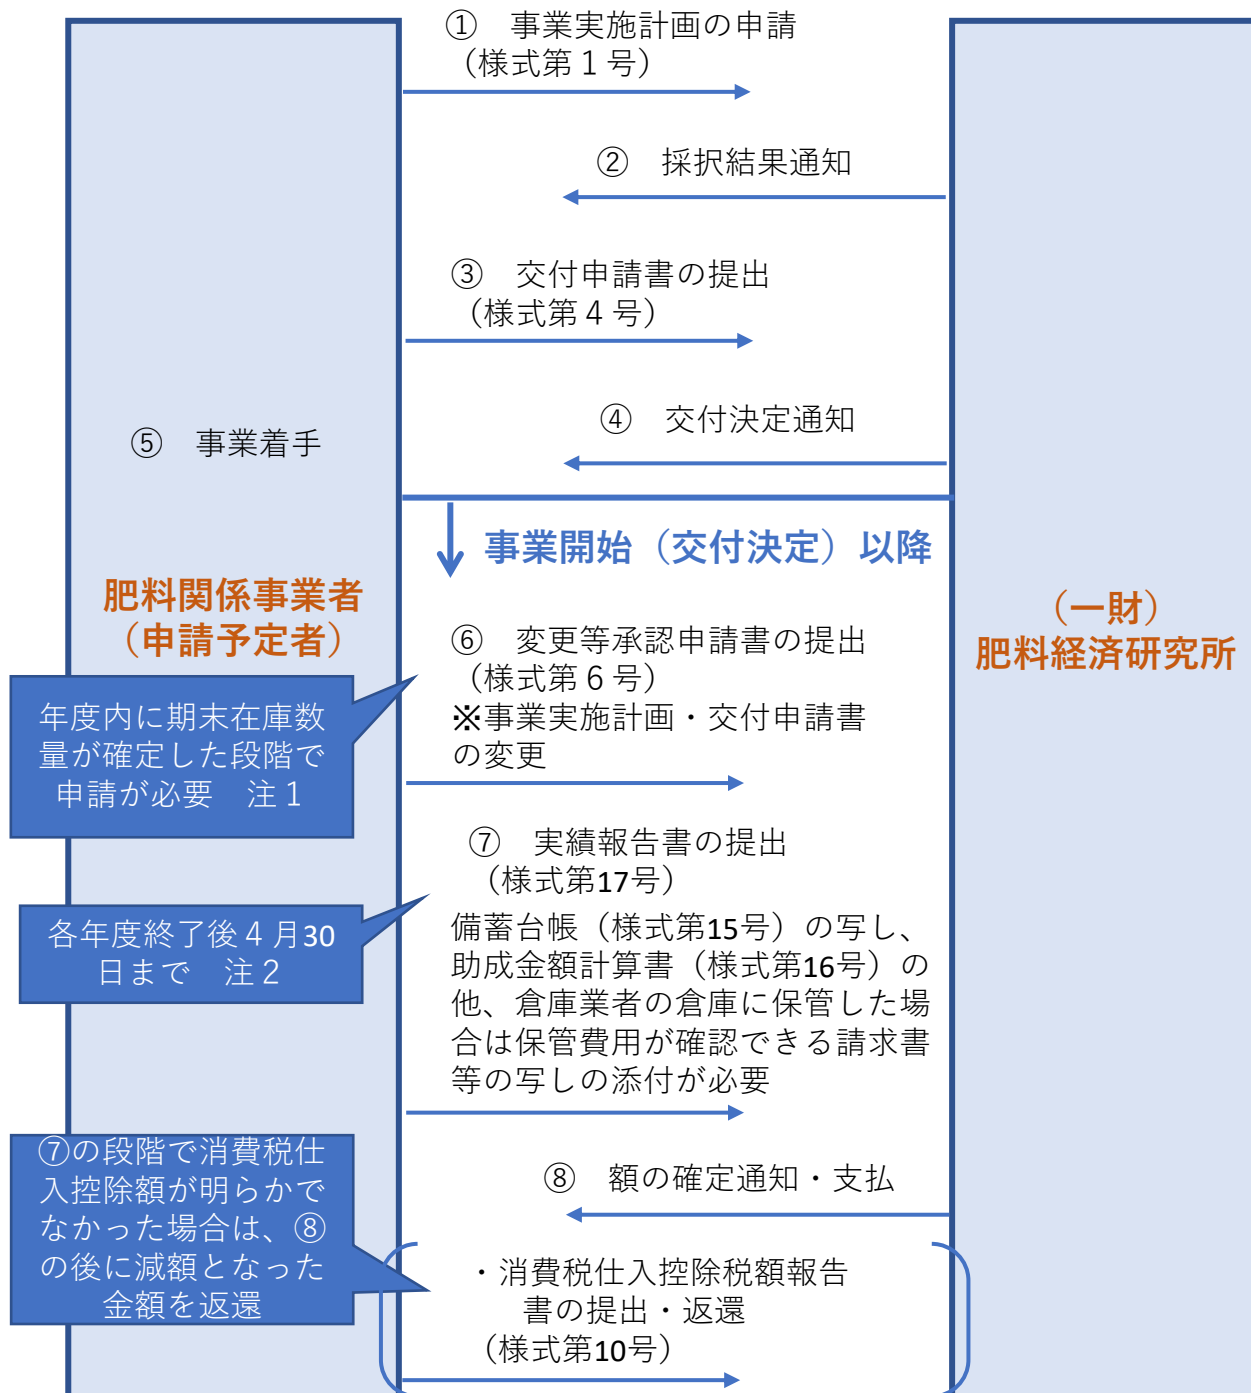 ① 事業実施計画の申請
（様式第１号）
② 採択結果通知
③ 交付申請書の提出
（様式第４号）
④ 交付決定通知
⑤ 事業着手
事業開始（交付決定）以降
肥料関係事業者
（申請予定者）
（一財）
肥料経済研究所
⑥ 変更等承認申請書の提出
（様式第６号）
※事業実施計画・交付申請書
の変更
年度内に期末在庫数
量が確定した段階で
申請が必要 注１
⑦ 実績報告書の提出
（様式第17号）
備蓄台帳（様式第15号）の写し、
助成金額計算書（様式第16号）の
他、倉庫業者の倉庫に保管した場
合は保管費用が確認できる請求書
等の写しの添付が必要
各年度終了後４月30
日まで 注２
⑧ 額の確定通知・支払
⑦の段階で消費税仕
入控除額が明らかで
なかった場合は、⑧
の後に減額となった
金額を返還
・消費税仕入控除税額報告
書の提出・返還
（様式第10号）